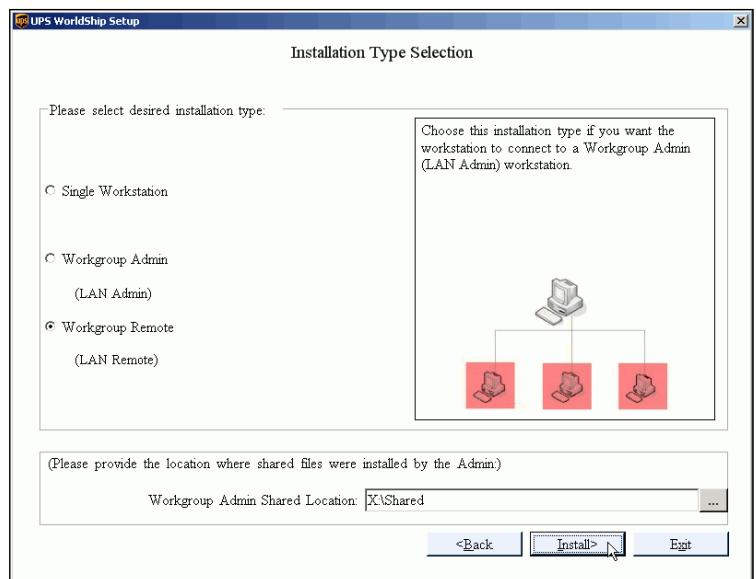 ups UPS WorldShip Setup
Installation Type Selection
Please select desired installation type:
Choose this installation type if you want the
workstation to connect to a Workgroup Admin
(LAN Admin) workstation.
Single Workstation
Workgroup Admin
(LAN Admin)
Workgroup Remote
(LAN Remote)
(Please provide the location where shared files were installed by the Admin:)
Workgroup Admin Shared Location: X:\Shared ...
<Back Install> Exit